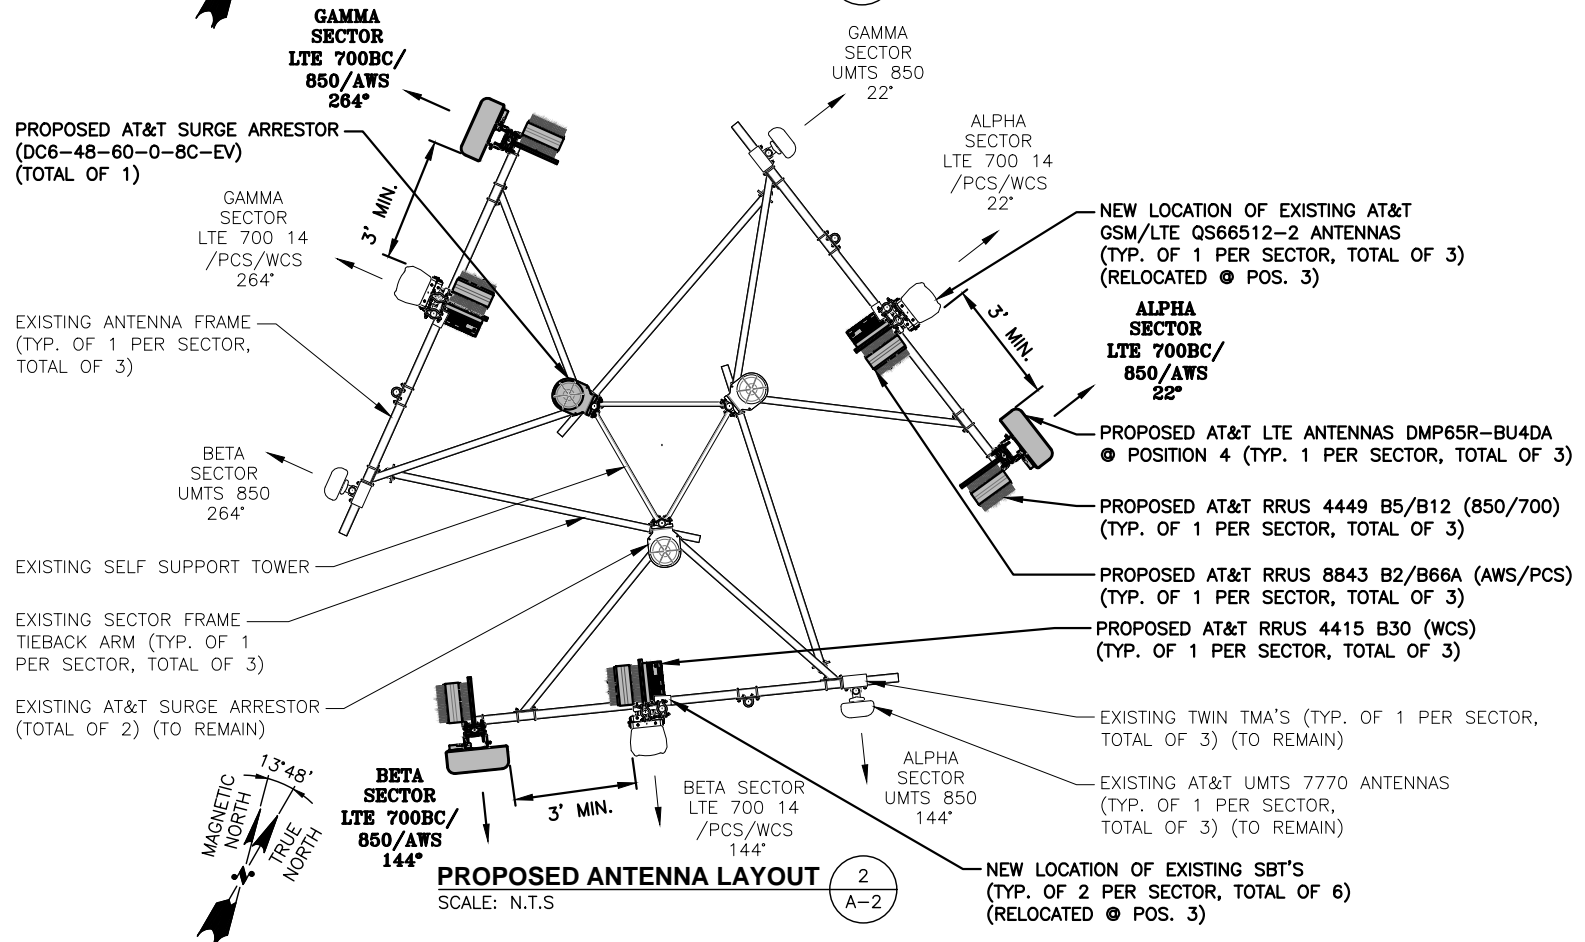 GAMMA
SECTOR
LTE 700BC/
850/AWS
264°
PROPOSED AT&T SURGE ARRESTOR
(DC6-48-60-0-8C-EV)
(TOTAL OF 1)
GAMMA
SECTOR
LTE 700 14
/PCS/WCS
264°
3' MIN.
EXISTING ANTENNA FRAME
(TYP. OF 1 PER SECTOR,
TOTAL OF 3)
BETA
SECTOR
UMTS 850
264°
EXISTING SELF SUPPORT TOWER
EXISTING SECTOR FRAME
TIEBACK ARM (TYP. OF 1
PER SECTOR, TOTAL OF 3)
EXISTING AT&T SURGE ARRESTOR
(TOTAL OF 2) (TO REMAIN)
GAMMA
SECTOR
UMTS 850
22°
ALPHA
SECTOR
LTE 700 14
/PCS/WCS
22°
NEW LOCATION OF EXISTING AT&T
GSM/LTE QS66512-2 ANTENNAS
(TYP. OF 1 PER SECTOR, TOTAL OF 3)
(RELOCATED @ POS. 3)
3' MIN.
ALPHA
SECTOR
LTE 700BC/
850/AWS
22°
PROPOSED AT&T LTE ANTENNAS DMP65R-BU4DA
@ POSITION 4 (TYP. 1 PER SECTOR, TOTAL OF 3)
PROPOSED AT&T RRUS 4449 B5/B12 (850/700)
(TYP. OF 1 PER SECTOR, TOTAL OF 3)
PROPOSED AT&T RRUS 8843 B2/B66A (AWS/PCS)
(TYP. OF 1 PER SECTOR, TOTAL OF 3)
PROPOSED AT&T RRUS 4415 B30 (WCS)
(TYP. OF 1 PER SECTOR, TOTAL OF 3)
EXISTING TWIN TMA'S (TYP. OF 1 PER SECTOR,
TOTAL OF 3) (TO REMAIN)
EXISTING AT&T UMTS 7770 ANTENNAS
(TYP. OF 1 PER SECTOR,
TOTAL OF 3) (TO REMAIN)
NEW LOCATION OF EXISTING SBT'S
(TYP. OF 2 PER SECTOR, TOTAL OF 6)
(RELOCATED @ POS. 3)
ALPHA
SECTOR
UMTS 850
144°
BETA SECTOR
LTE 700 14
/PCS/WCS
144°
3' MIN.
BETA
SECTOR
LTE 700BC/
850/AWS
144°
13°48'
MAGNETIC
NORTH
TRUE
NORTH
N
PROPOSED ANTENNA LAYOUT
SCALE: N.T.S
2
A-2